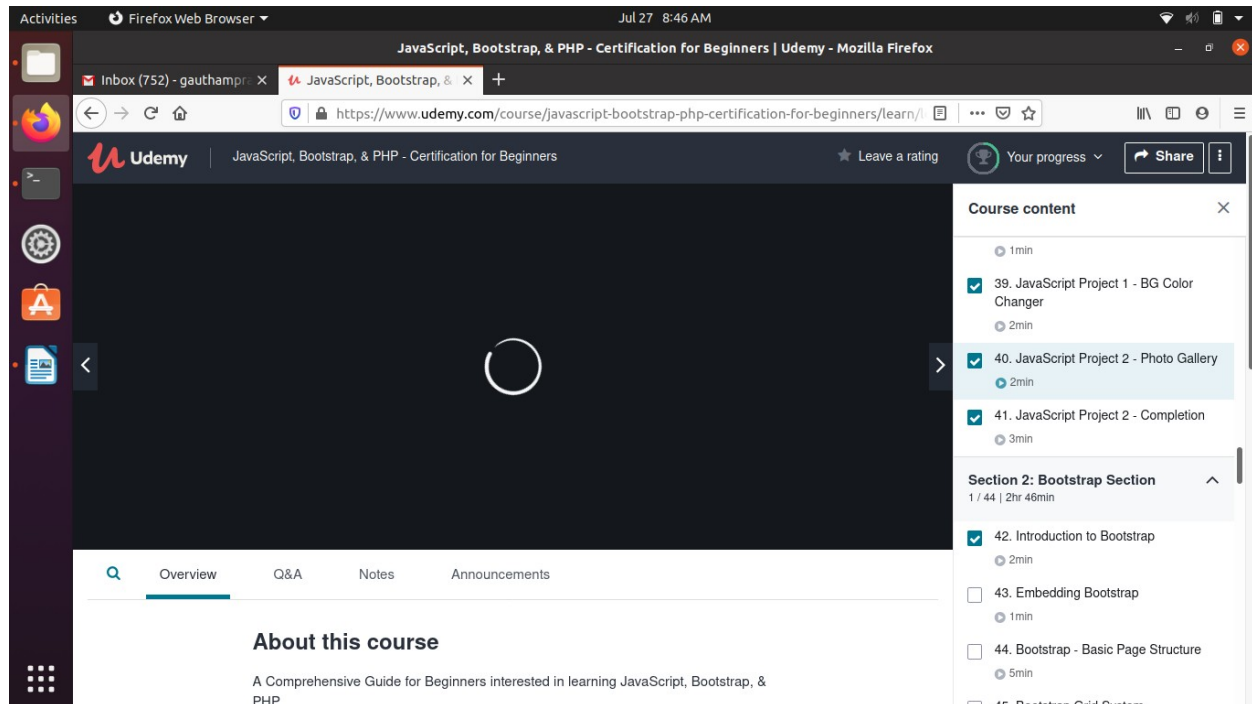 Activities Firefox Web Browser Jul 27 8:46 AM
JavaScript, Bootstrap, & PHP - Certification for Beginners | Udemy - Mozilla Firefox
Inbox (752) - gauthampra JavaScript, Bootstrap, &
https://www.udemy.com/course/javascript-bootstrap-php-certification-for-beginners/learn/
Udemy JavaScript, Bootstrap, & PHP - Certification for Beginners Leave a rating Your progress Share
Course content
1min
39. JavaScript Project 1 - BG Color
Changer
2min
40. JavaScript Project 2 - Photo Gallery
2min
41. JavaScript Project 2 - Completion
3min
Section 2: Bootstrap Section
1 / 44 | 2hr 46min
42. Introduction to Bootstrap
2min
43. Embedding Bootstrap
1min
44. Bootstrap - Basic Page Structure
5min
45. Bootstrap Grid System
Overview Q&A Notes Announcements
About this course
A Comprehensive Guide for Beginners interested in learning JavaScript, Bootstrap, &
PHP